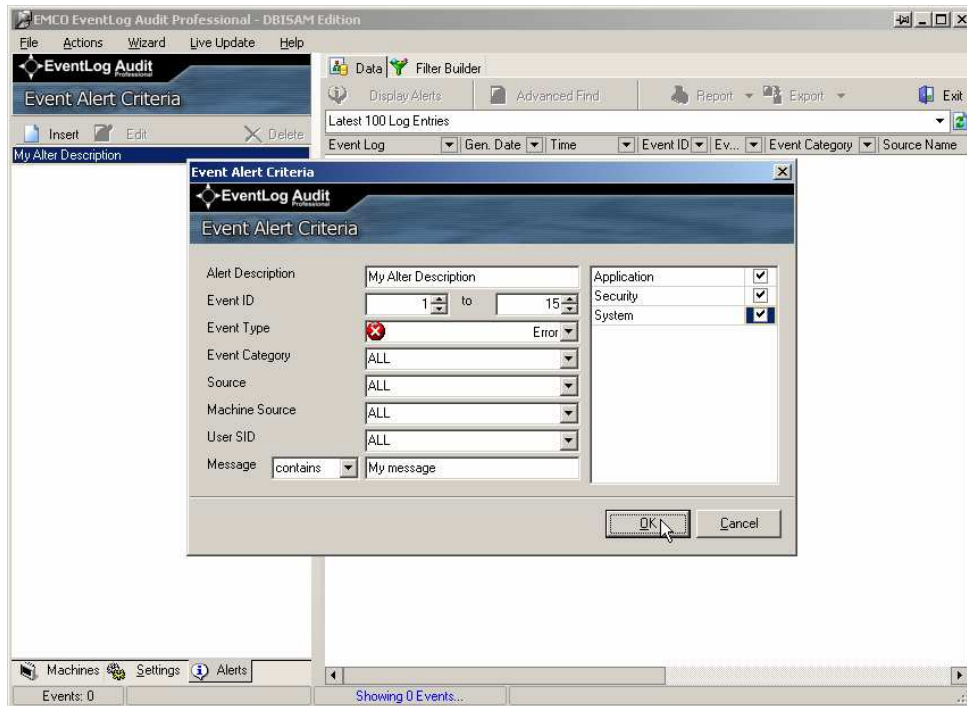 EMCO EventLog Audit Professional - DBISAM Edition
File Actions Wizard Live Update Help
EventLog Audit
Professional
Event Alert Criteria
Insert Edit Delete
My Alter Description
Data Filter Builder
Display Alerts Advanced Find Report Export Exit
Latest 100 Log Entries
Event Log Gen. Date Time Event ID Ev... Event Category Source Name
Event Alert Criteria
EventLog Audit
Professional
Event Alert Criteria
Alert Description My Alter Description
Event ID 1 to 15
Event Type Error
Event Category ALL
Source ALL
Machine Source ALL
User SID ALL
Message contains My message
Application
Security
System
OK Cancel
Machines Settings Alerts
Events: 0 Showing 0 Events...